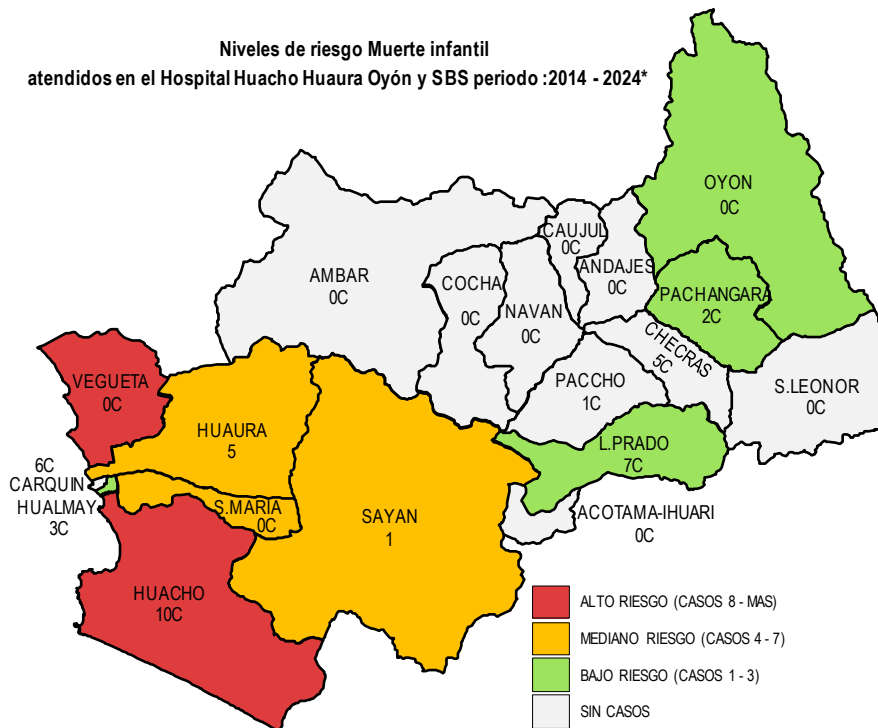 Niveles de riesgo Muerte infantil
atendidos en el Hospital Huacho Huaura Oyón y SBS periodo :2014 - 2024*
OYON
0C
CAUJUL
0C
ANDAJES
0C
AMBAR
0C
COCHA
0C
NAVAN
0C
PACHANGARA
2C
CHECRAS
5C
VEGUETA
0C
PACCHO
1C
S.LEONOR
0C
HUAURA
5
L.PRADO
7C
6C
CARQUIN
HUALMAY
3C
S.MARIA
0C
SAYAN
1
ACOTAMA-IHUARI
0C
HUACHO
10C
ALTO RIESGO (CASOS 8 - MAS)
MEDIANO RIESGO (CASOS 4 - 7)
BAJO RIESGO (CASOS 1 - 3)
SIN CASOS